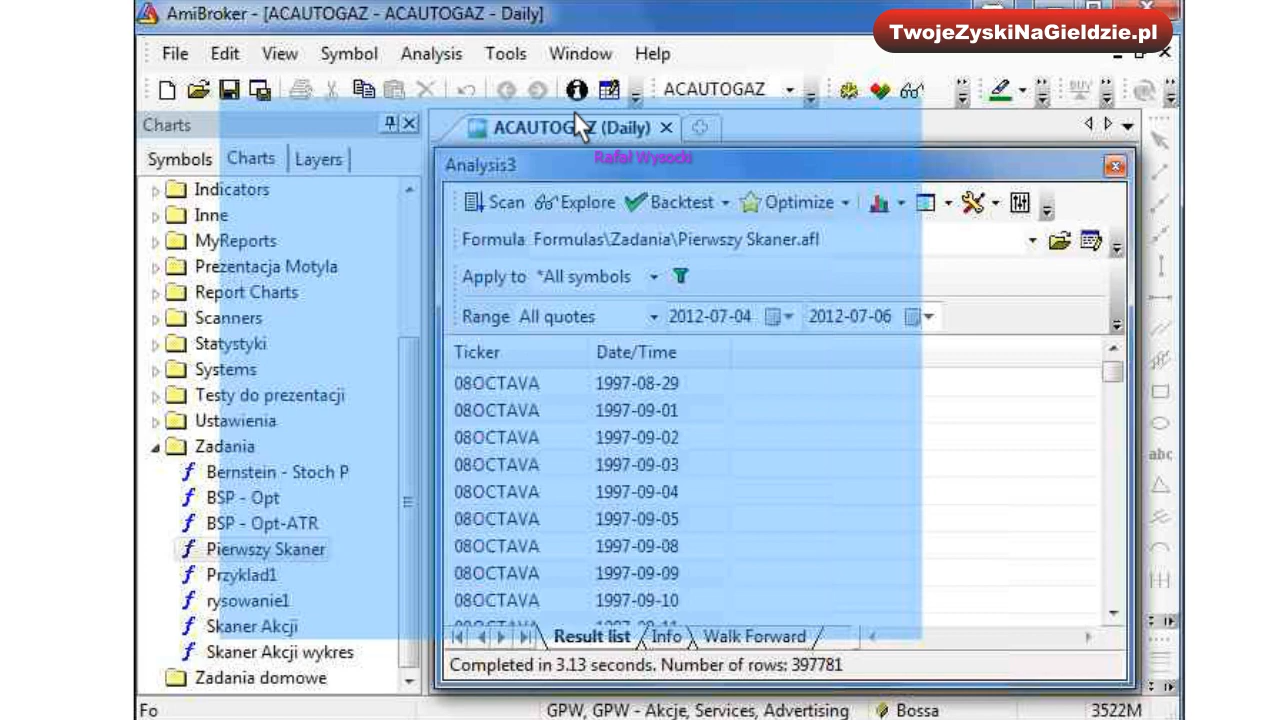 AmiBroker - [ACAUTOGAZ - ACAUTOGAZ - Daily]
TwojeZyskiNaGieldzie.pl
File Edit View Symbol Analysis Tools Window Help
ACAUTOGAZ
Charts
ACAUTOGAZ (Daily)
Rafał Wysocki
Symbols Charts Layers
Analysis3
Indicators
Inne
MyReports
Prezentacja Motyla
Report Charts
Scanners
Statystyki
Systems
Testy do prezentacji
Ustawienia
Zadania
Bernstein - Stoch P
BSP - Opt
BSP - Opt-ATR
Pierwszy Skaner
Przyklad1
rysowanie1
Skaner Akcji
Skaner Akcji wykres
Zadania domowe
Scan Explore Backtest Optimize
Formula Formulas\Zadania\Pierwszy Skaner.afl
Apply to *All symbols
Range All quotes 2012-07-04 2012-07-06
Ticker Date/Time
08OCTAVA 1997-08-29
08OCTAVA 1997-09-01
08OCTAVA 1997-09-02
08OCTAVA 1997-09-03
08OCTAVA 1997-09-04
08OCTAVA 1997-09-05
08OCTAVA 1997-09-08
08OCTAVA 1997-09-09
08OCTAVA 1997-09-10
08OCTAVA 1997-09-11
Result list Info Walk Forward
Completed in 3.13 seconds. Number of rows: 397781
abc
Fo GPW, GPW - Akcje, Services, Advertising Bossa 3522M